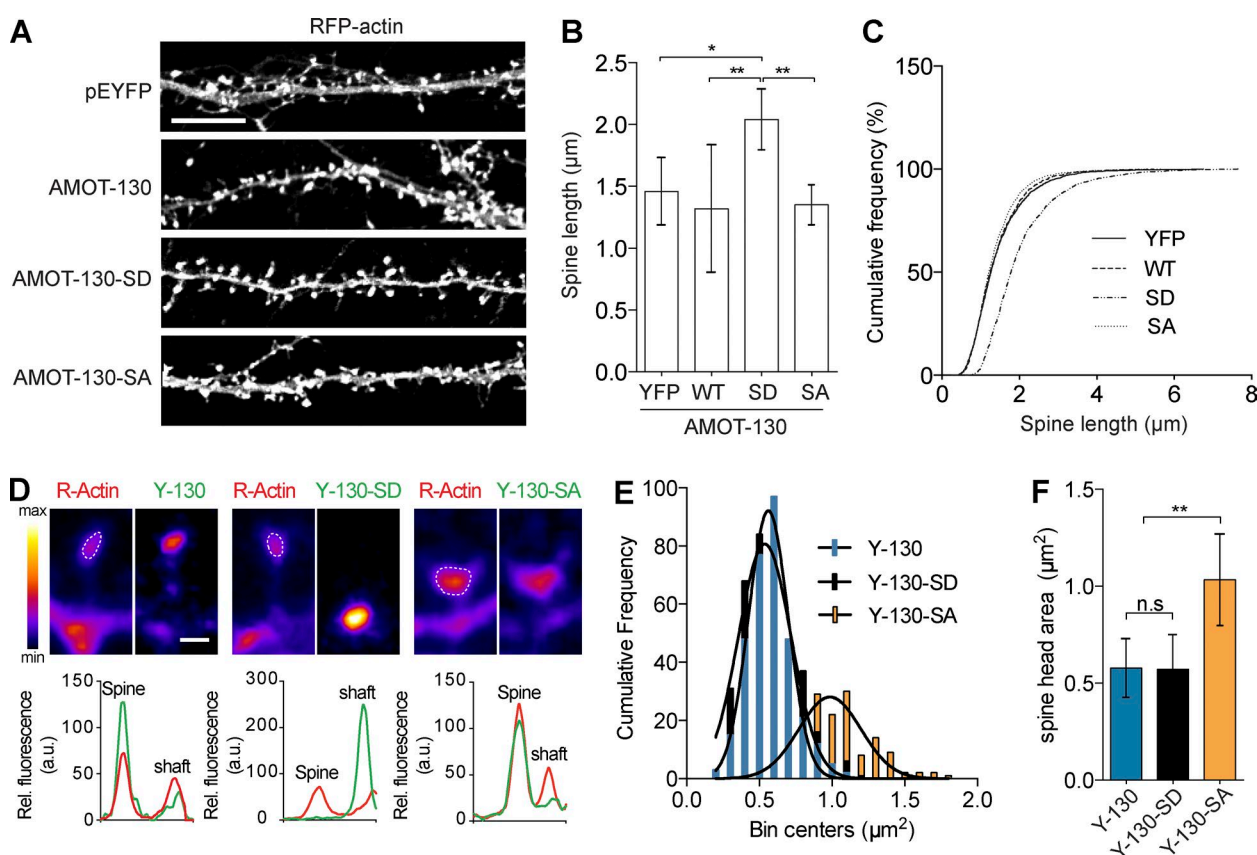 A
RFP-actin
pEYFP
AMOT-130
AMOT-130-SD
AMOT-130-SA
B
* 
** **
Spine length (μm)
2.5
2.0
1.5
1.0
0.5
0.0
YFP WT SD SA
AMOT-130
C
Cumulative frequency (%)
150
100
50
0
0 2 4 6 8
Spine length (μm)
YFP
WT
SD
SA
D
R-Actin Y-130 R-Actin Y-130-SD R-Actin Y-130-SA
max
min
Rel. fluorescence
(a.u.)
150
100
50
0
Spine
shaft
Rel. fluorescence
(a.u.)
300
200
100
0
Spine
shaft
Rel. fluorescence
(a.u.)
150
100
50
0
Spine
shaft
E
Cumulative Frequency
100
80
60
40
20
0
0.0 0.5 1.0 1.5 2.0
Bin centers (μm²)
Y-130
Y-130-SD
Y-130-SA
F
spine head area (μm²)
1.5
1.0
0.5
0.0
**
n.s
Y-130
Y-130-SD
Y-130-SA